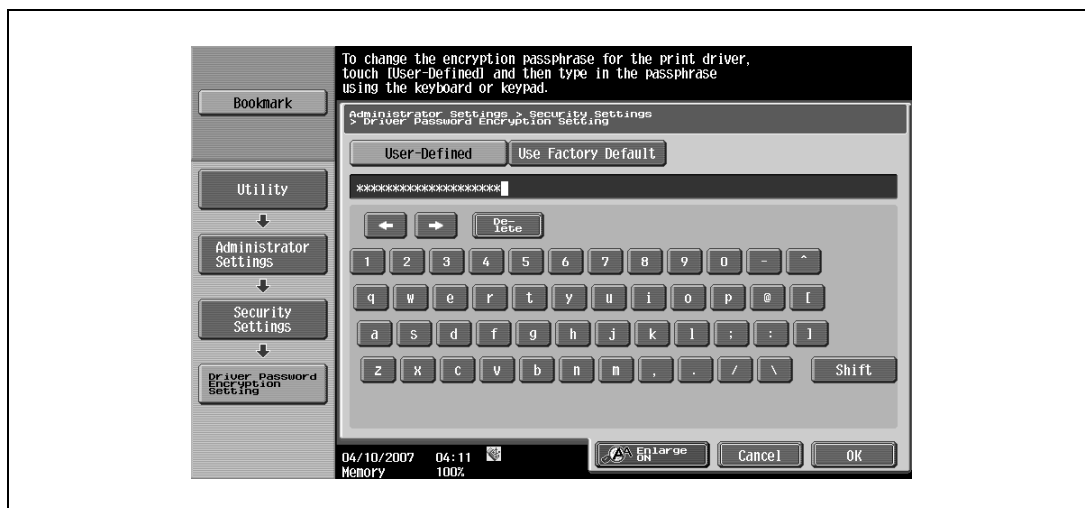 To change the encryption passphrase for the print driver,
touch [User-Defined] and then type in the passphrase
using the keyboard or keypad.
Bookmark
Administrator Settings > Security Settings
> Driver Password Encryption Setting
User-Defined Use Factory Default
********************
Utility
De-
lete
Administrator
Settings
1 2 3 4 5 6 7 8 9 0 - ^
q w e r t y u i o p @ [
Security
Settings
a s d f g h j k l ; : ]
z x c v b n m , . / \ Shift
Driver Password
Encryption
Setting
04/10/2007 04:11
Memory 100%
Enlarge
ON
Cancel OK